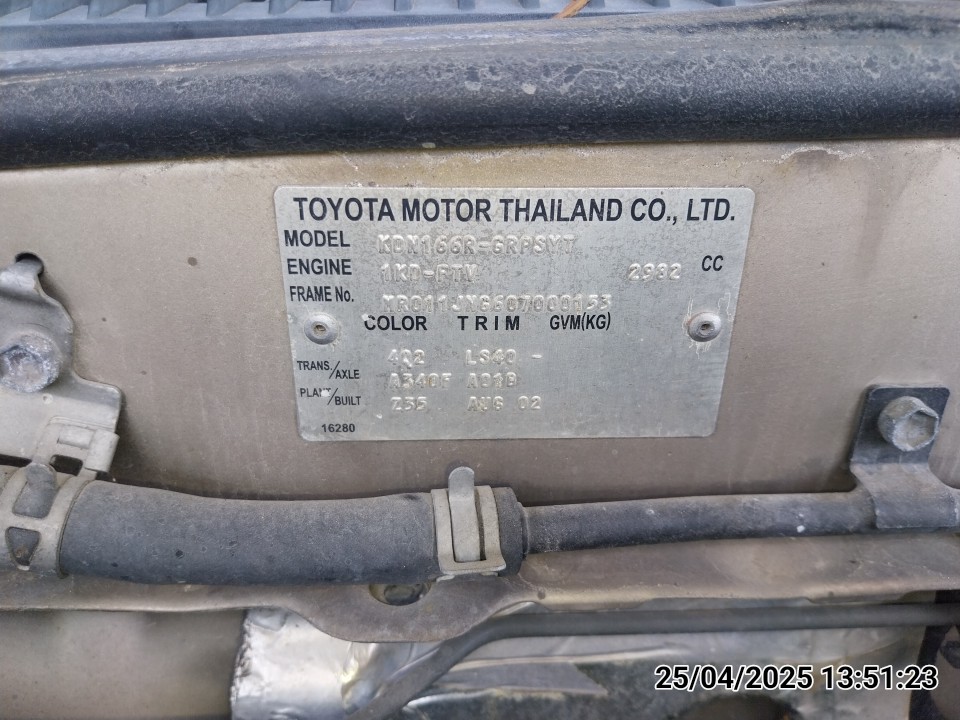 TOYOTA MOTOR THAILAND CO., LTD.
MODEL KDN166R-GRPSYT
ENGINE 1KD-FTV 2982 CC
FRAME No. MR011JNG607000153
COLOR TRIM GVM(KG)
4Q2 LS40 -
TRANS./AXLE A340F A01B
PLANT/BUILT Z35 AUG 02
16280
25/04/2025 13:51:23